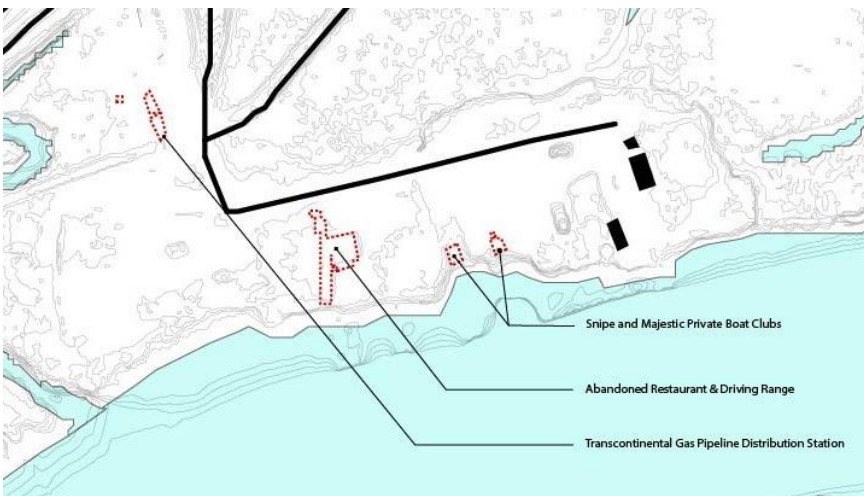 Snipe and Majestic Private Boat Clubs
Abandoned Restaurant & Driving Range
Transcontinental Gas Pipeline Distribution Station